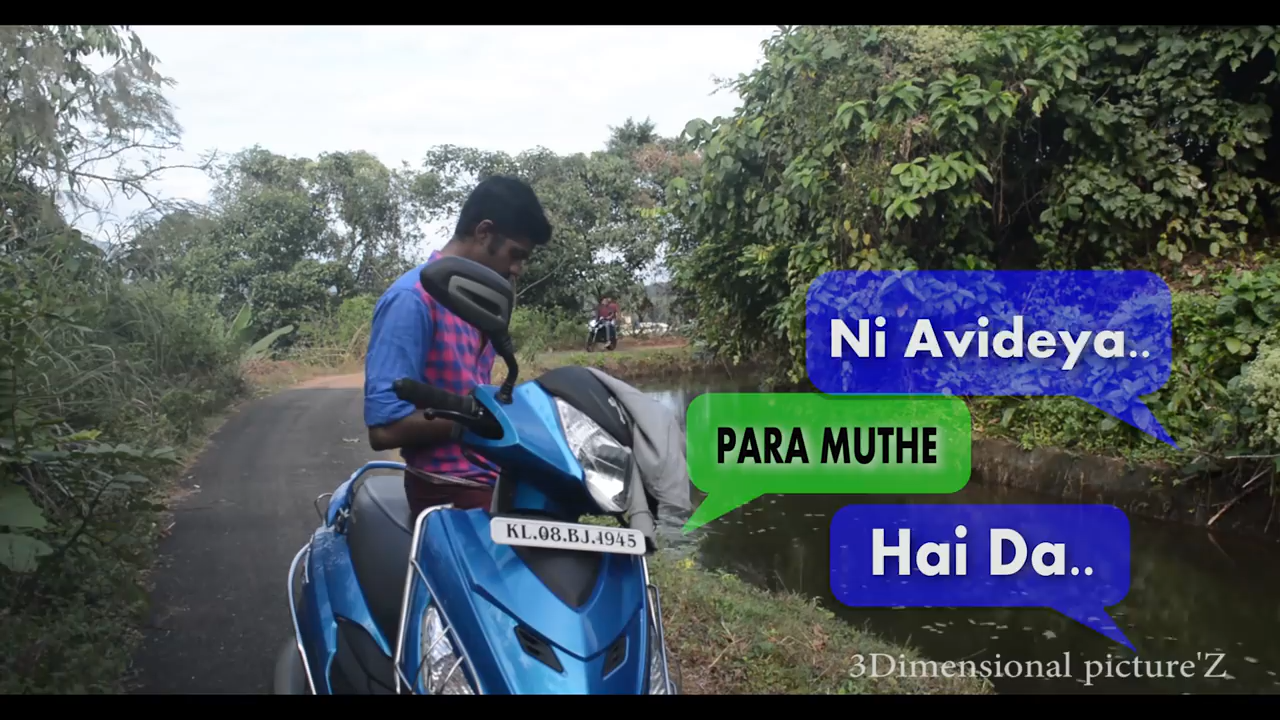 Ni Avideya..
PARA MUTHE
Hai Da..
KL.08.BJ.1945
3Dimensional picture'Z